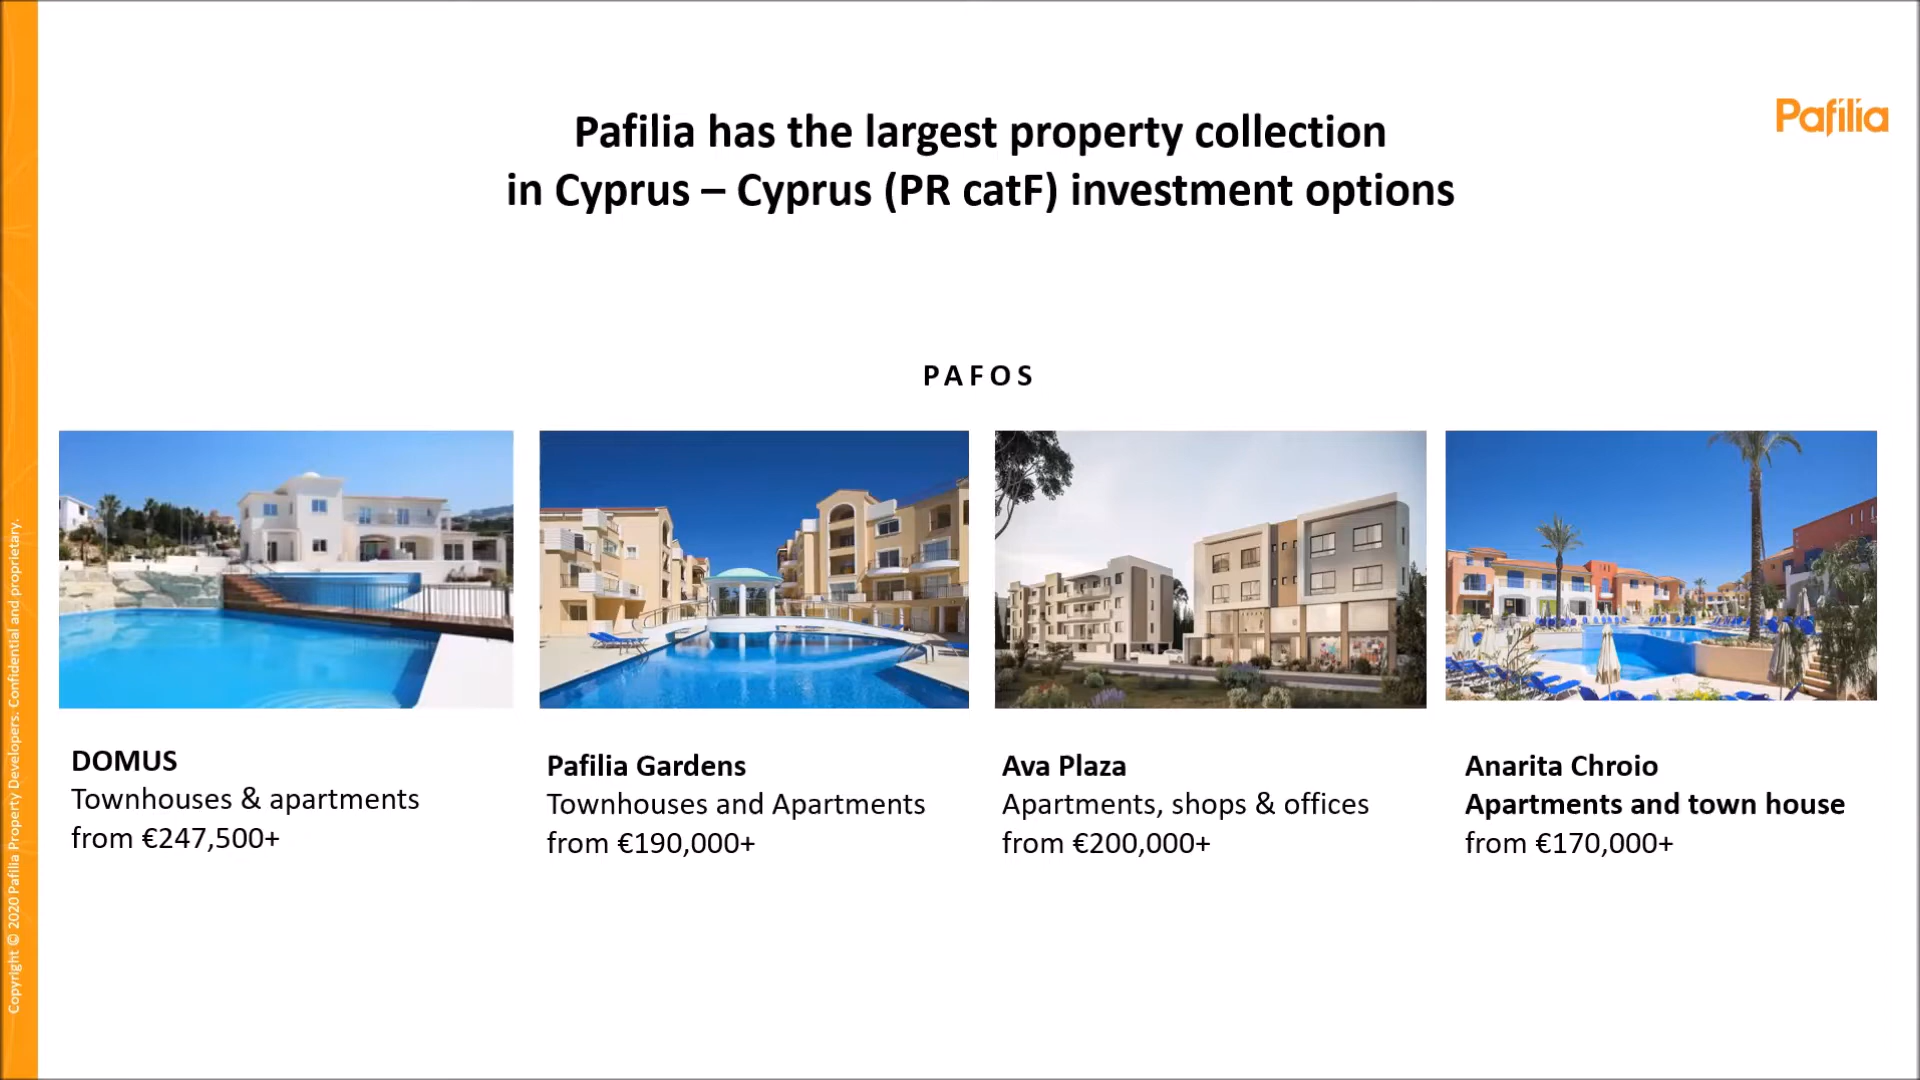 Pafilia has the largest property collection
in Cyprus – Cyprus (PR catF) investment options
Pafilia
PAFOS
DOMUS
Townhouses & apartments
from €247,500+
Pafilia Gardens
Townhouses and Apartments
from €190,000+
Ava Plaza
Apartments, shops & offices
from €200,000+
Anarita Chroio
Apartments and town house
from €170,000+
Copyright © 2020 Pafilia Property Developers. Confidential and proprietary.